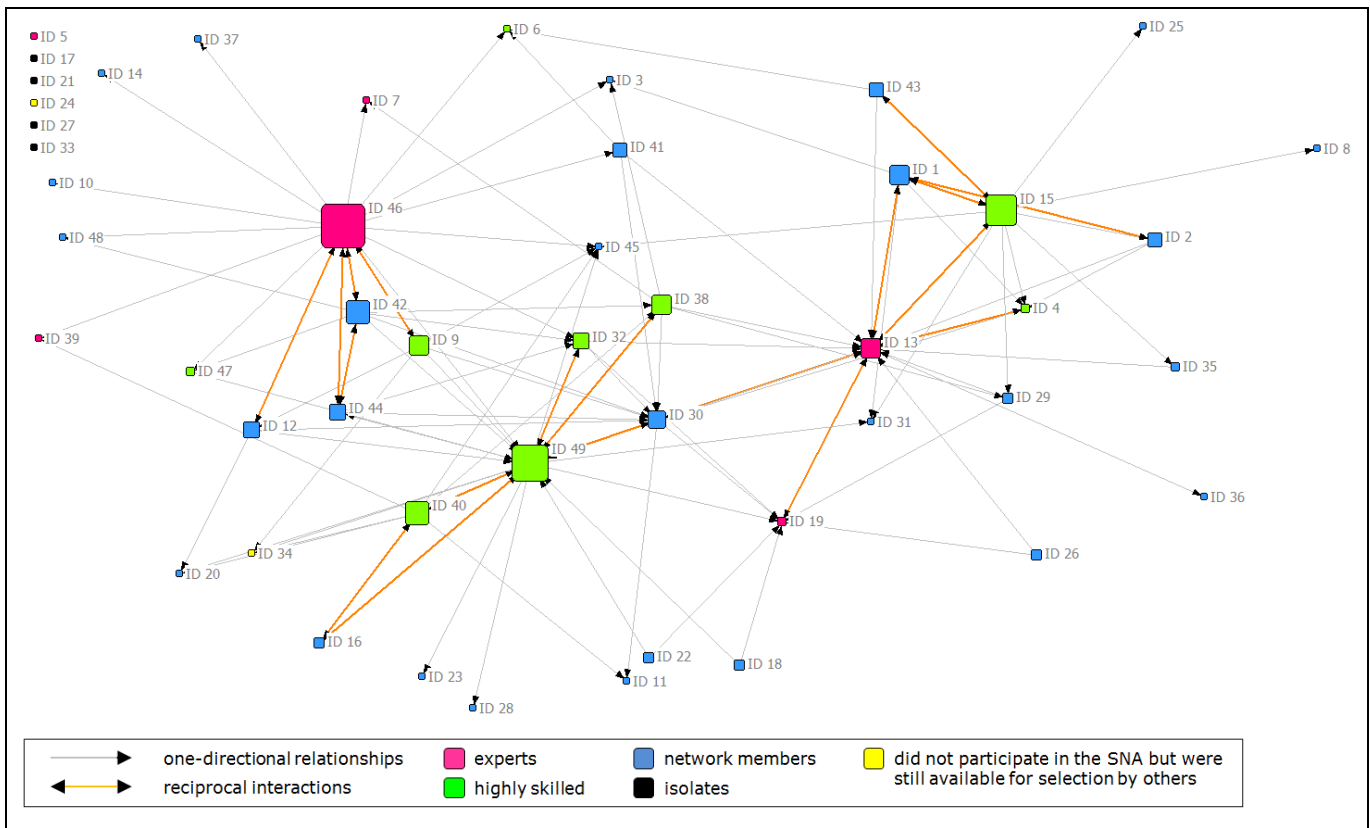 ID 5
ID 17
ID 21
ID 24
ID 27
ID 33
ID 37
ID 14
ID 6
ID 25
ID 3
ID 43
ID 7
ID 41
ID 8
ID 1
ID 10
ID 46
ID 15
ID 48
ID 45
ID 2
ID 42
ID 38
ID 4
ID 39
ID 9
ID 32
ID 13
ID 47
ID 35
ID 44
ID 12
ID 30
ID 31
ID 29
ID 49
ID 40
ID 19
ID 36
ID 34
ID 20
ID 26
ID 16
ID 22
ID 18
ID 23
ID 11
ID 28
one-directional relationships
reciprocal interactions
experts
highly skilled
network members
isolates
did not participate in the SNA but were
still available for selection by others